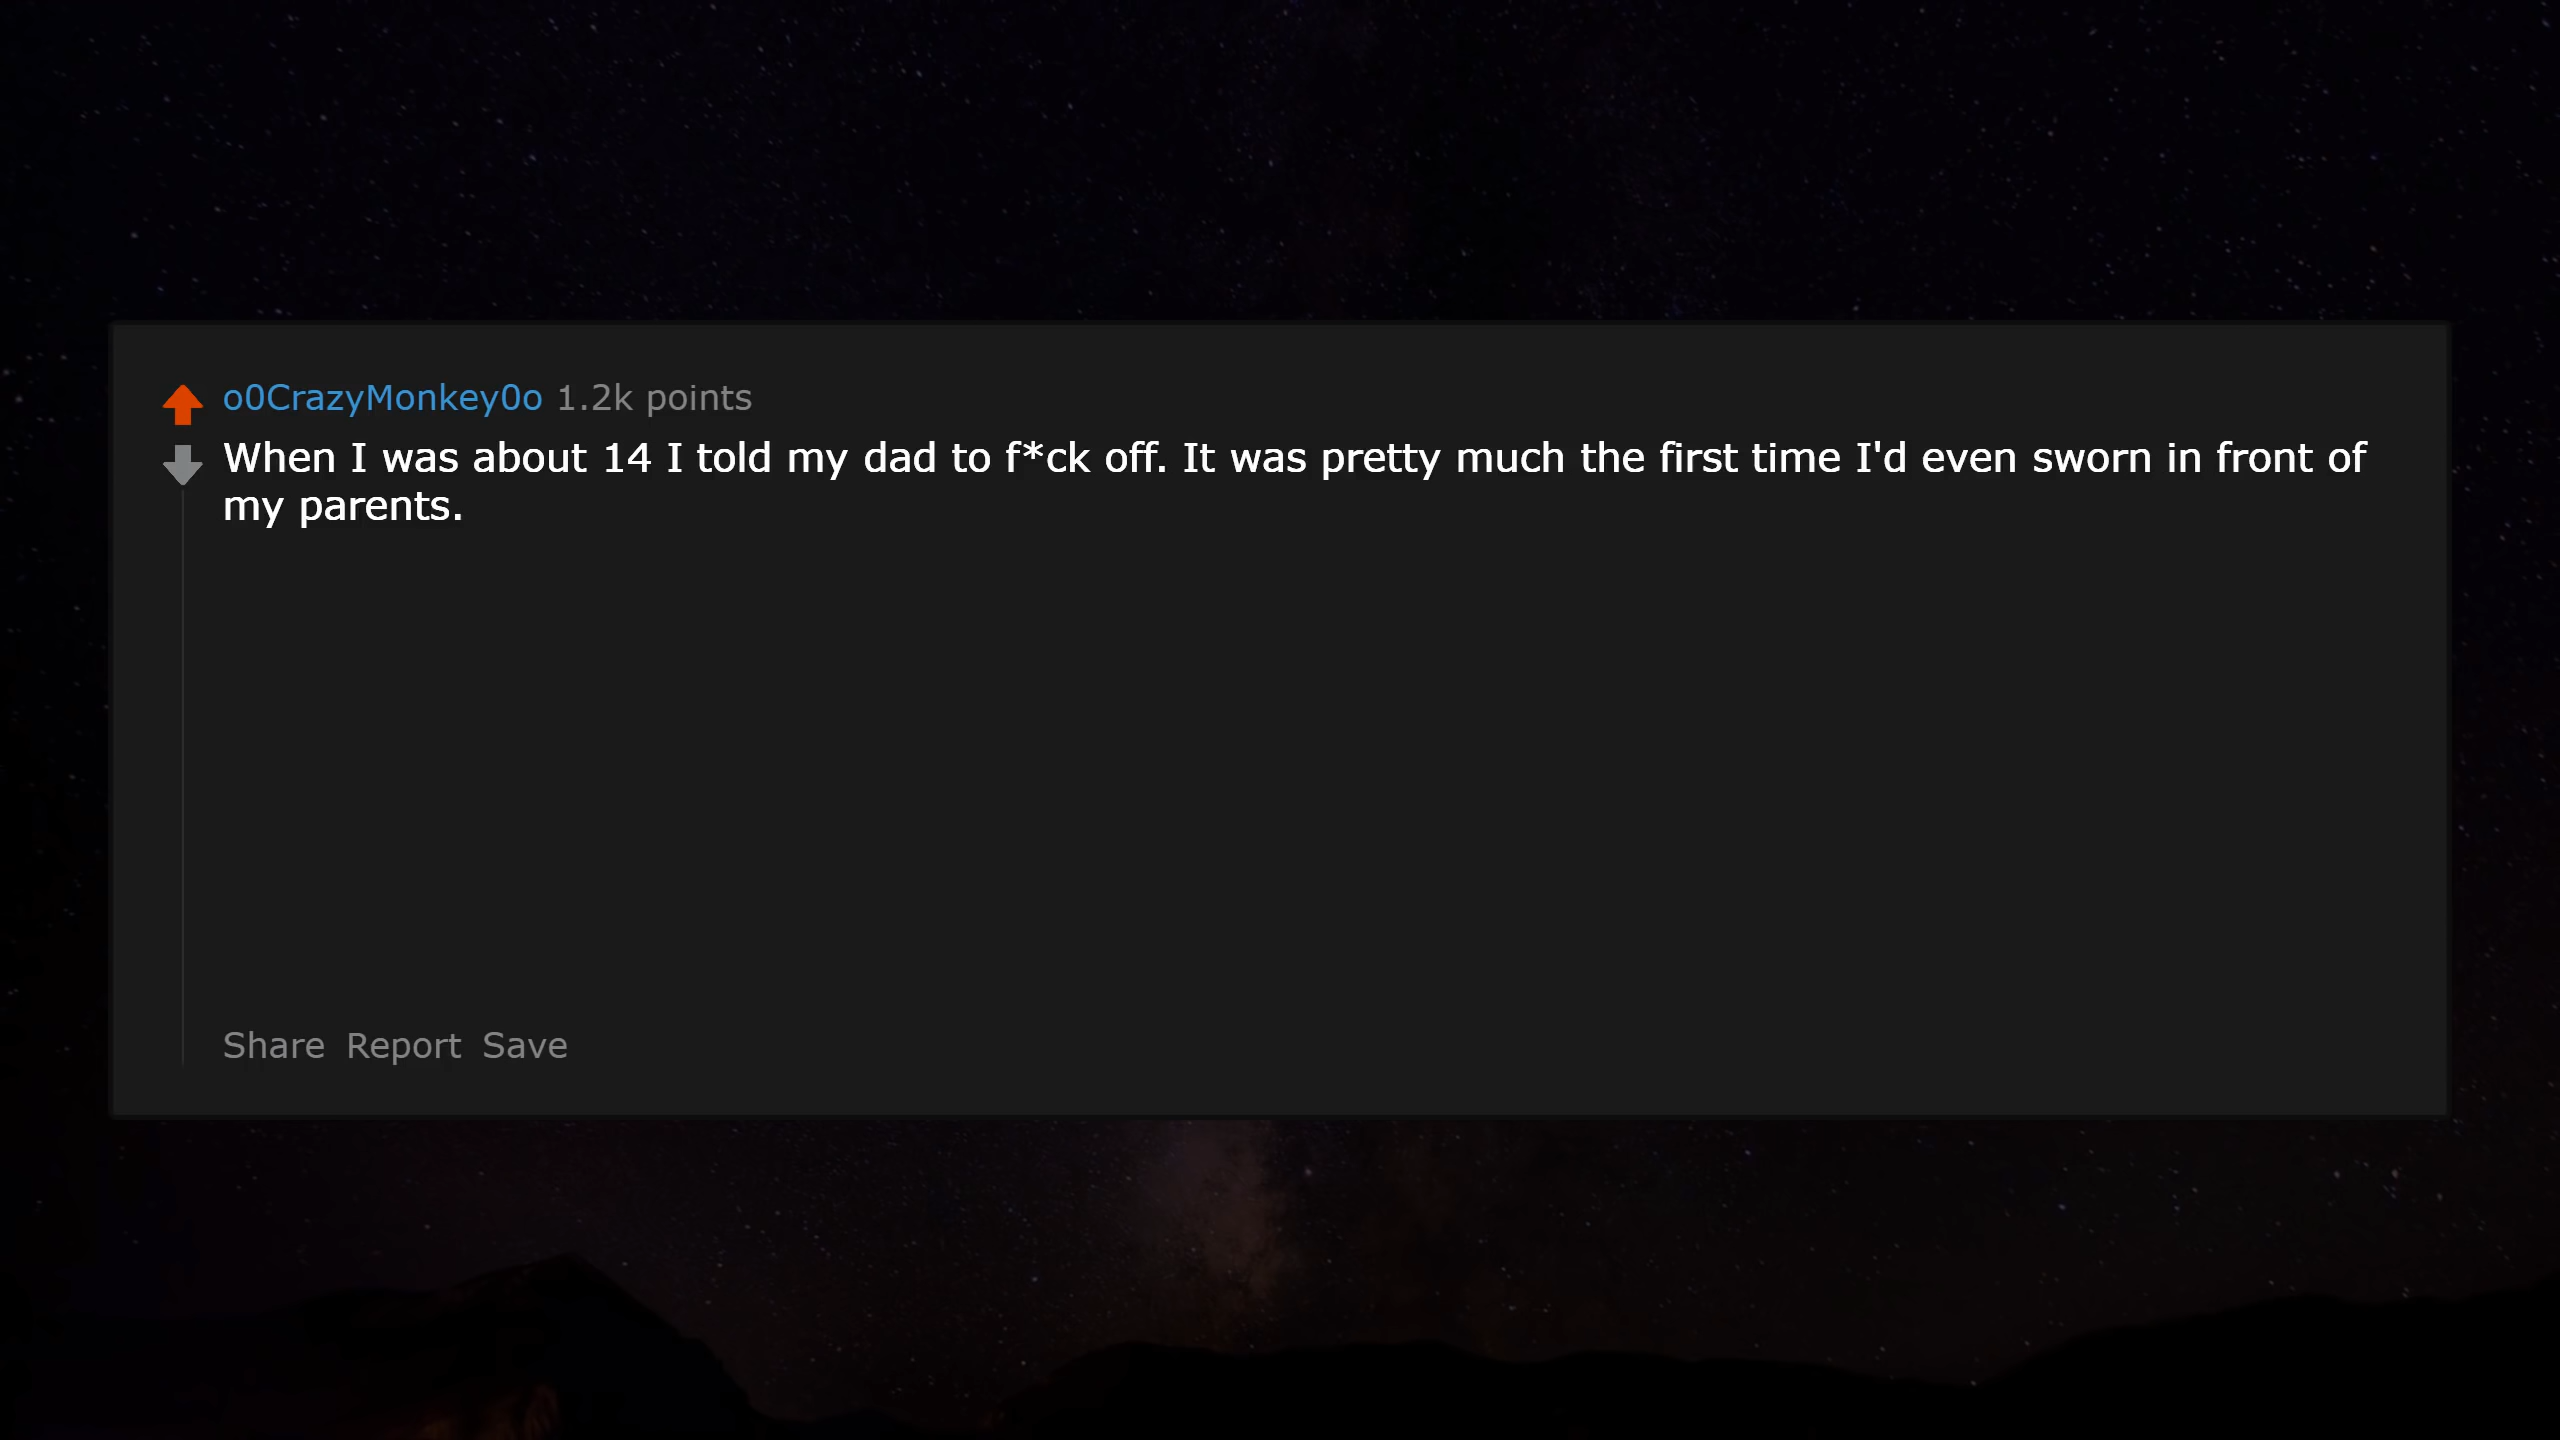 o0CrazyMonkey0o 1.2k points
When I was about 14 I told my dad to f*ck off. It was pretty much the first time I'd even sworn in front of
my parents.
Share Report Save